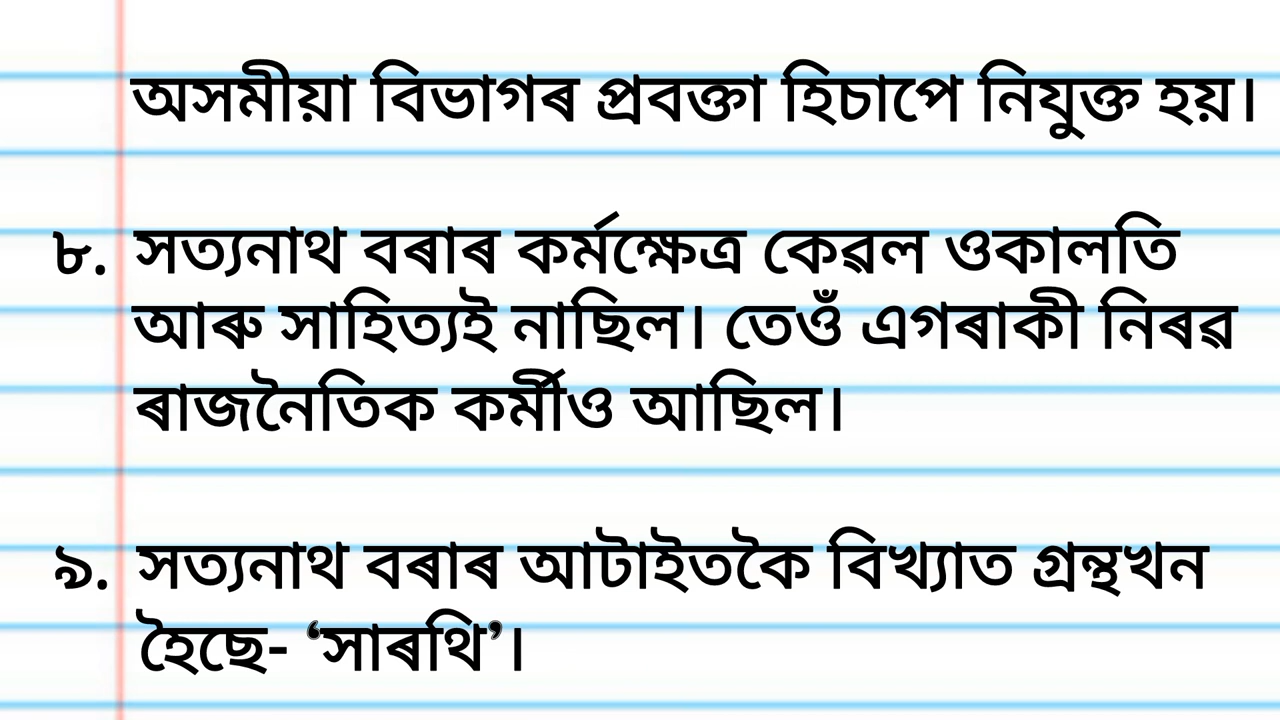 অসমীয়া বিভাগৰ প্ৰবক্তা হিচাপে নিযুক্ত হয়।
৮. সত্যনাথ বৰাৰ কৰ্মক্ষেত্ৰ কেৱল ওকালতি
আৰু সাহিত্যই নাছিল। তেওঁ এগৰাকী নিৰৱ
ৰাজনৈতিক কৰ্মীও আছিল।
৯. সত্যনাথ বৰাৰ আটাইতকৈ বিখ্যাত গ্ৰন্থখন
হৈছে- ‘সাৰথি’।